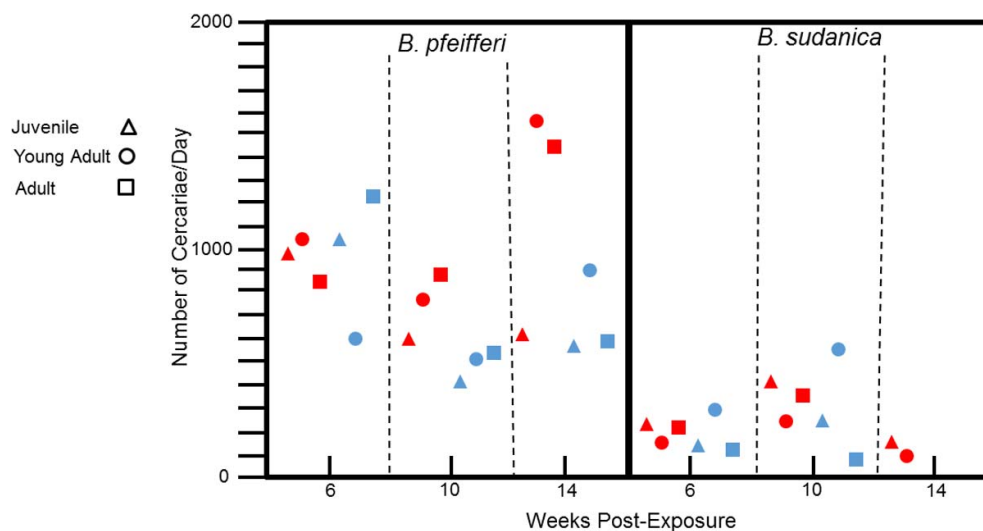 2000
B. pfeifferi
B. sudanica
Juvenile
Young Adult
Adult
Number of Cercariae/Day
1000
0
6
10
14
6
10
14
Weeks Post-Exposure